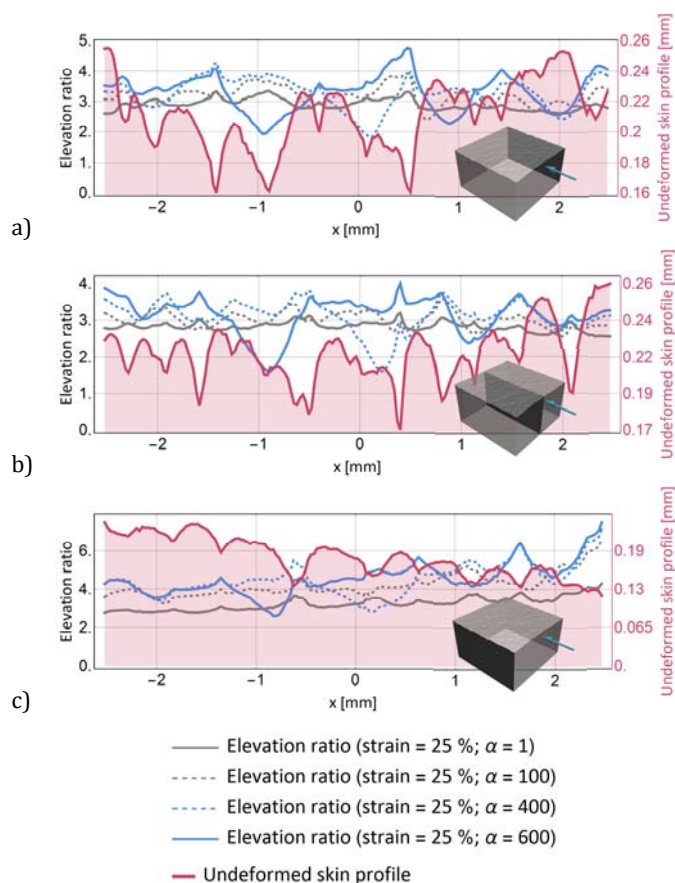 5.
4.
3.
2.
1.
0.
Elevation ratio
0.26
0.24
0.22
0.2
0.18
0.16
Undeformed skin profile [mm]
−2 −1 0 1 2
x [mm]
a)
4.
3.
2.
1.
0.
Elevation ratio
0.26
0.24
0.22
0.21
0.19
0.17
Undeformed skin profile [mm]
−2 −1 0 1 2
x [mm]
b)
6.
4.
2.
0.
Elevation ratio
0.19
0.13
0.065
0.
Undeformed skin profile [mm]
−2 −1 0 1 2
x [mm]
c)
Elevation ratio (strain = 25 %; α = 1)
Elevation ratio (strain = 25 %; α = 100)
Elevation ratio (strain = 25 %; α = 400)
Elevation ratio (strain = 25 %; α = 600)
Undeformed skin profile